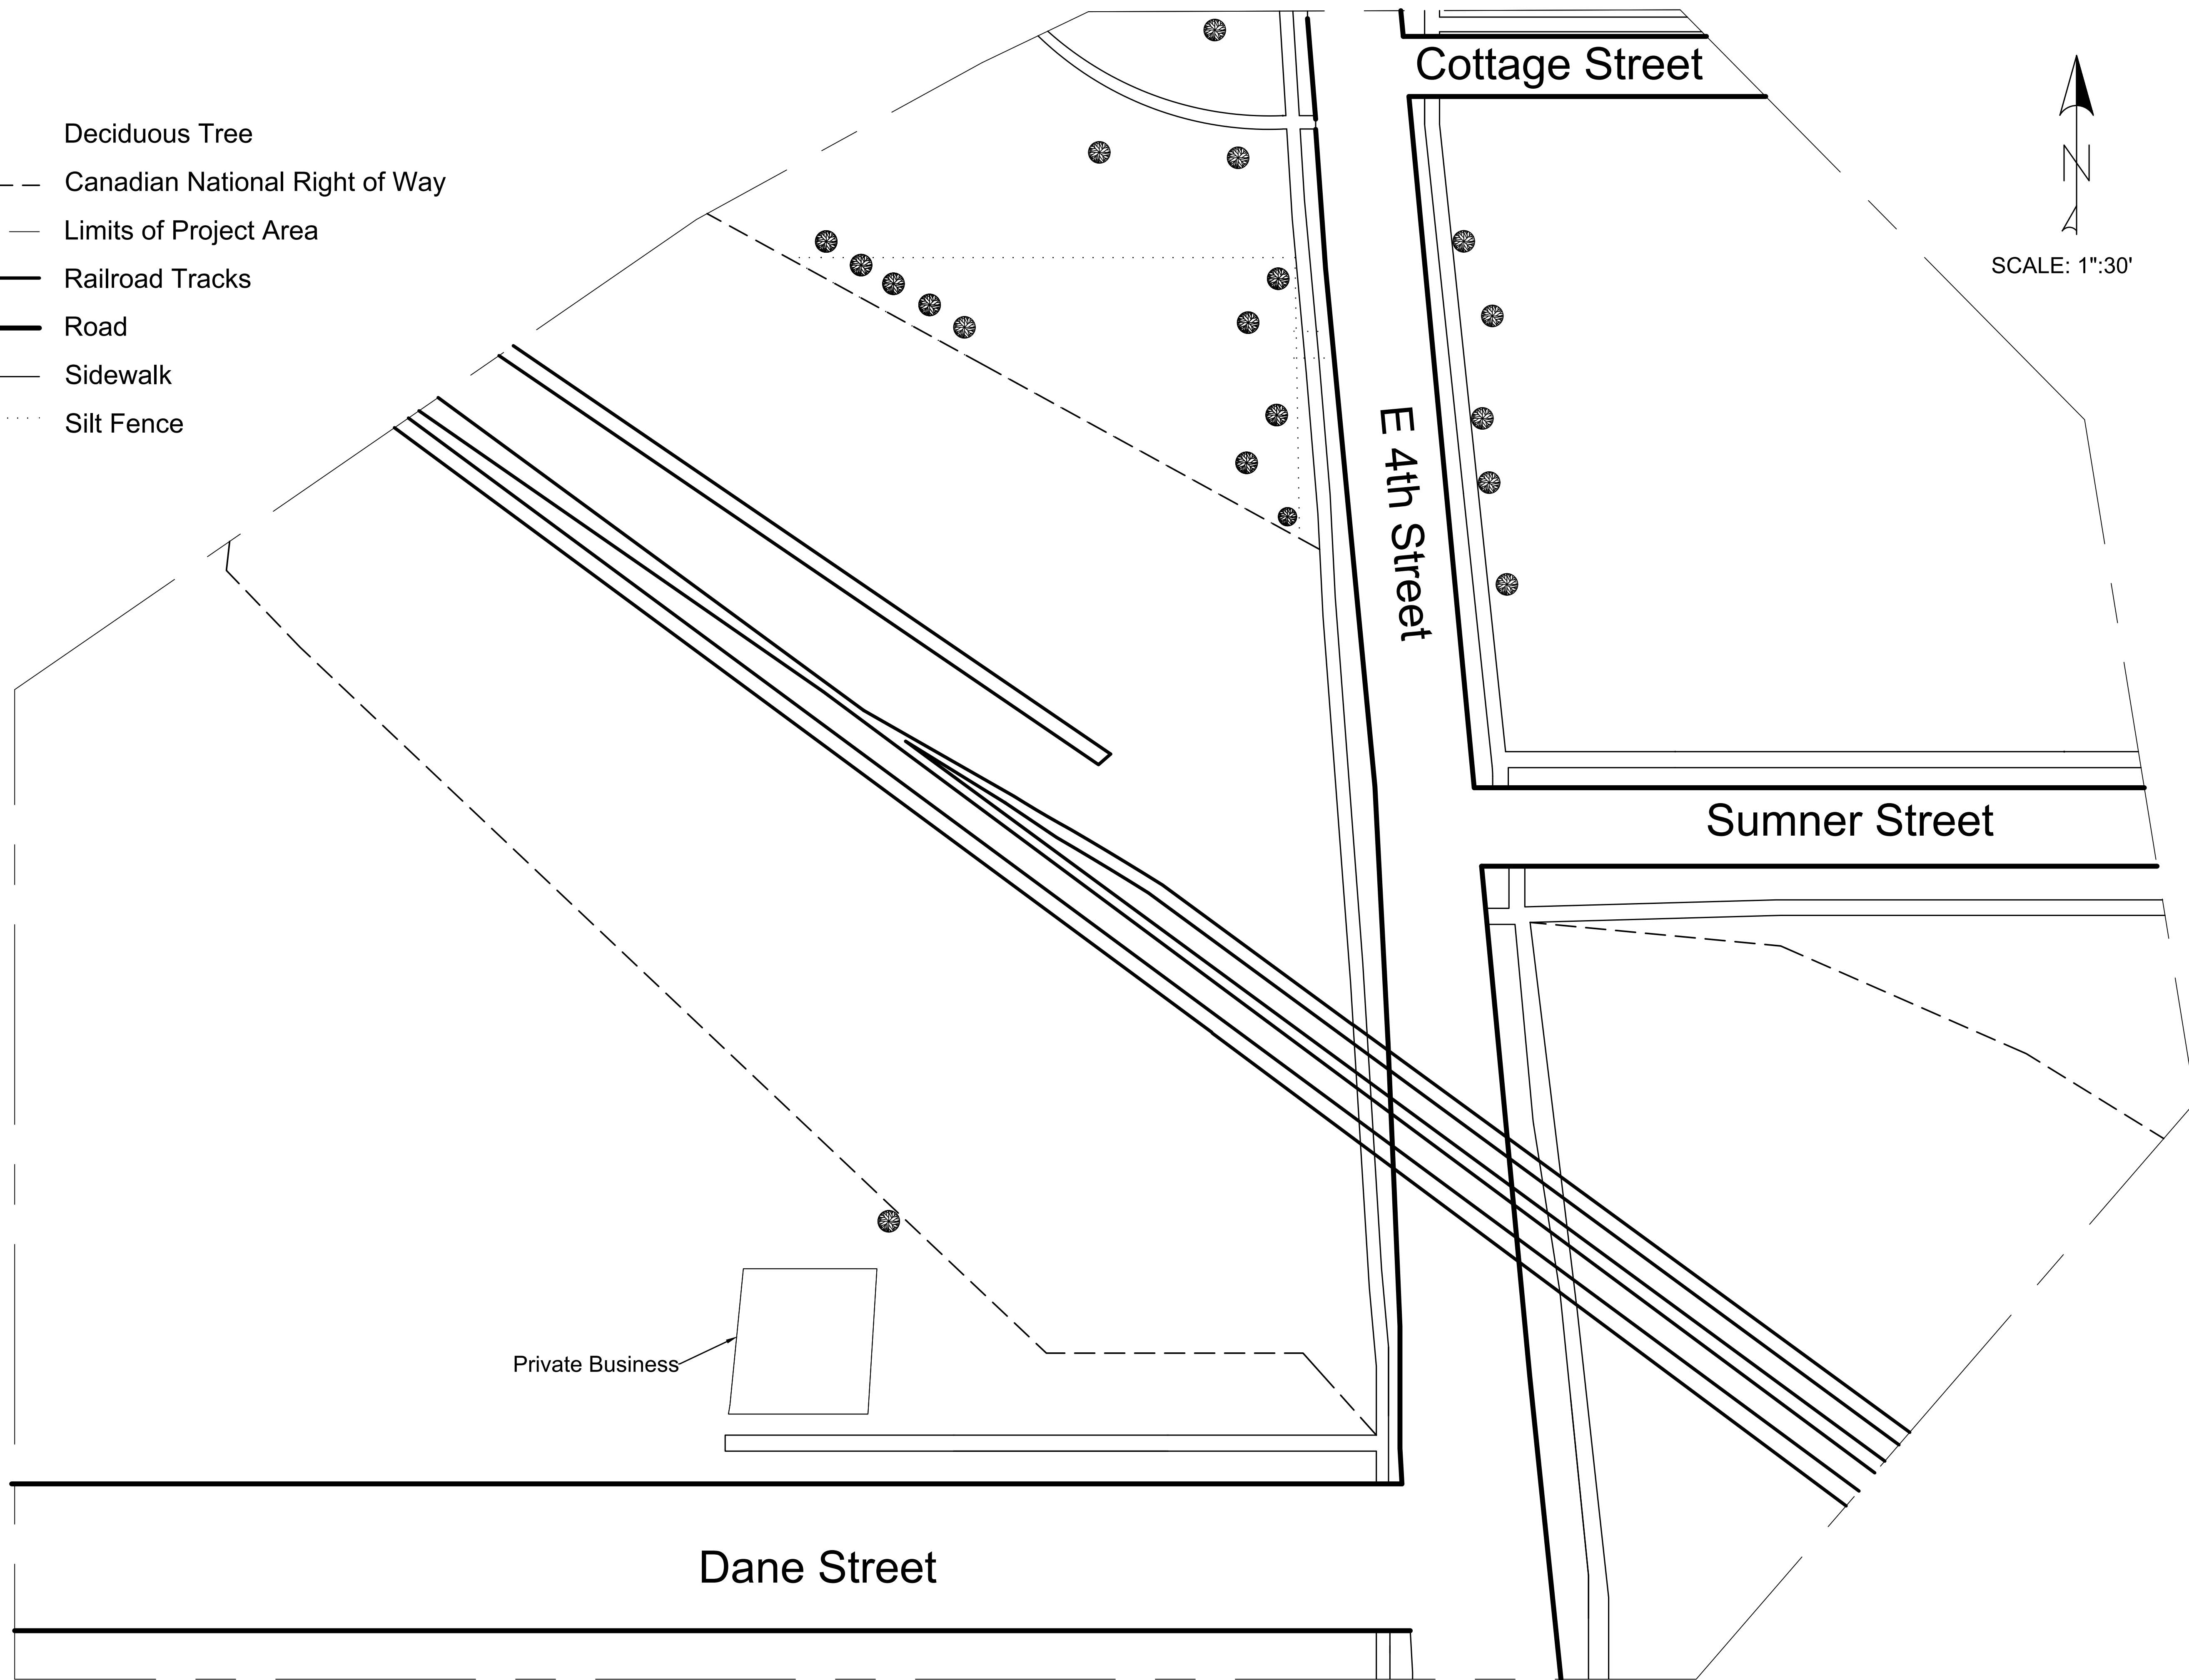 Cottage Street
Deciduous Tree
Canadian National Right of Way
Limits of Project Area
Railroad Tracks
Road
Sidewalk
Silt Fence
N
SCALE: 1":30'
E 4th Street
Sumner Street
Private Business
Dane Street